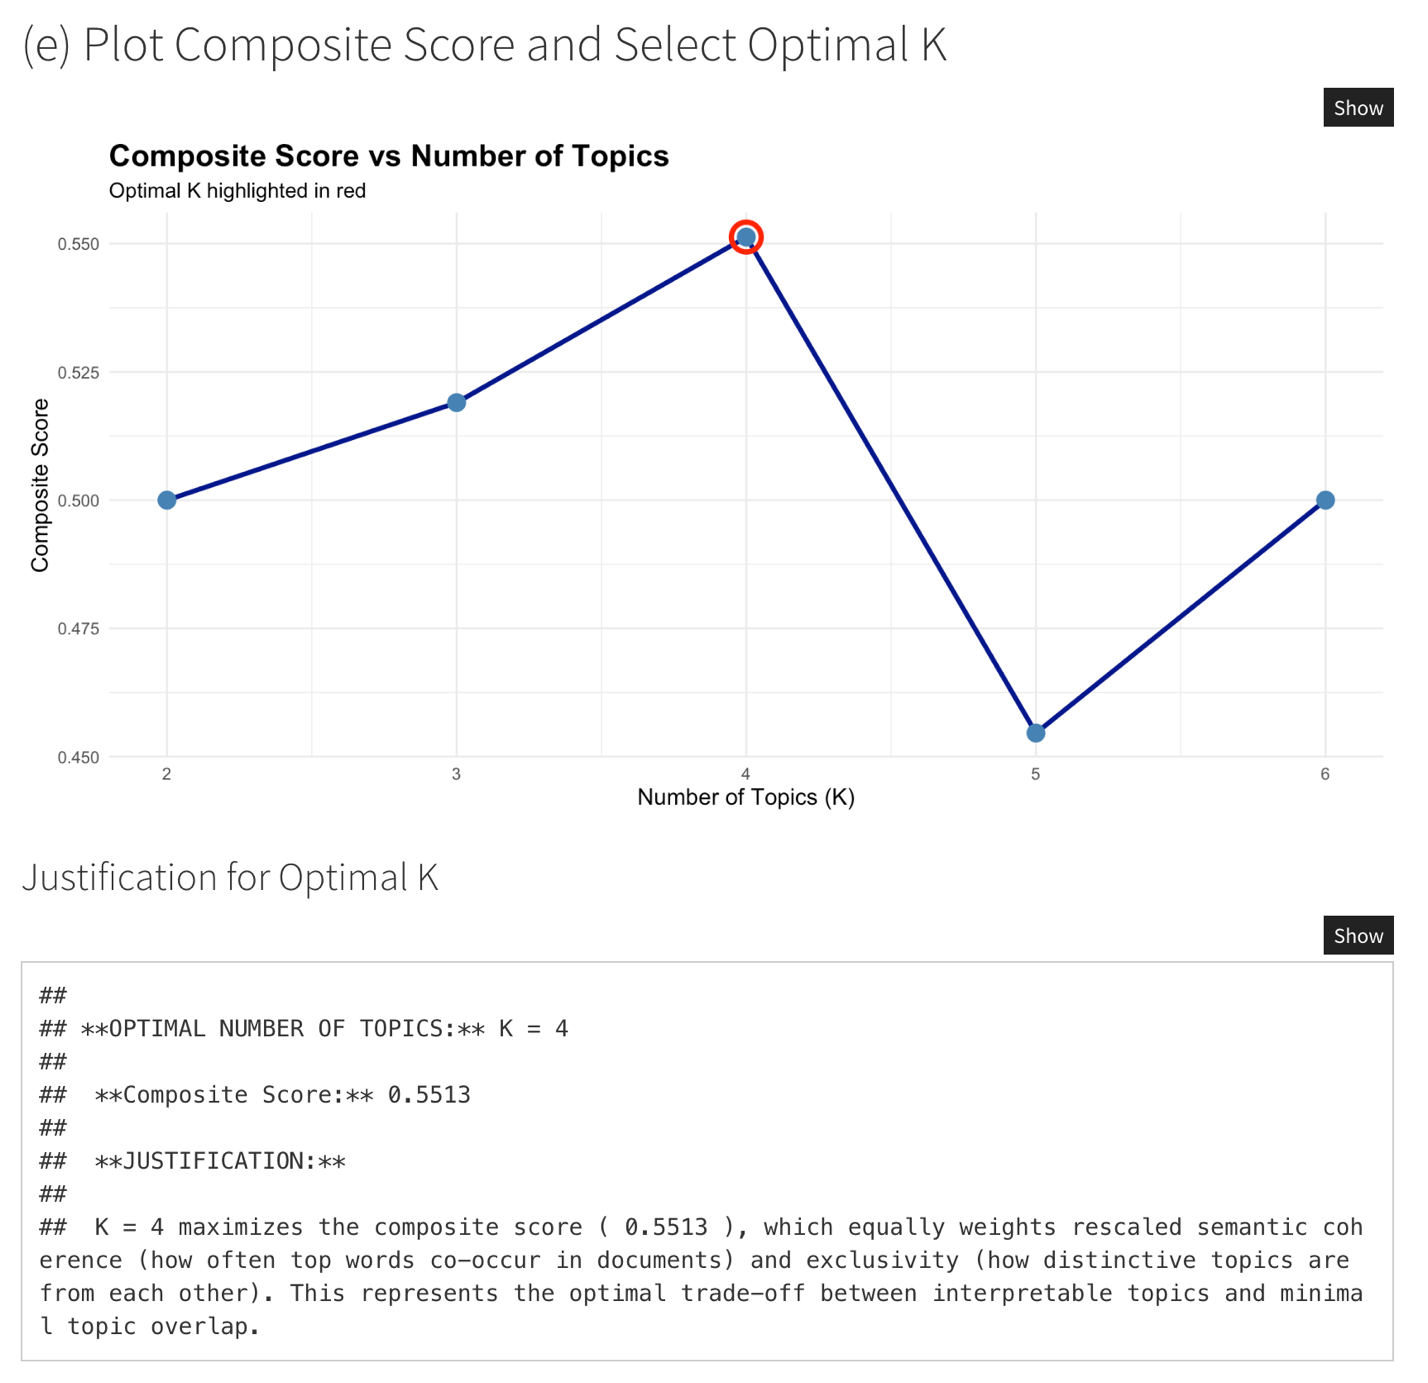 (e) Plot Composite Score and Select Optimal K
Show
Composite Score vs Number of Topics
Optimal K highlighted in red
0.550
0.525
0.500
0.475
0.450
Composite Score
2 3 4 5 6
Number of Topics (K)
Justification for Optimal K
Show
##
## **OPTIMAL NUMBER OF TOPICS:** K = 4
##
##  **Composite Score:** 0.5513
##
##  **JUSTIFICATION:**
##
##  K = 4 maximizes the composite score ( 0.5513 ), which equally weights rescaled semantic coh
erence (how often top words co-occur in documents) and exclusivity (how distinctive topics are
from each other). This represents the optimal trade-off between interpretable topics and minima
l topic overlap.